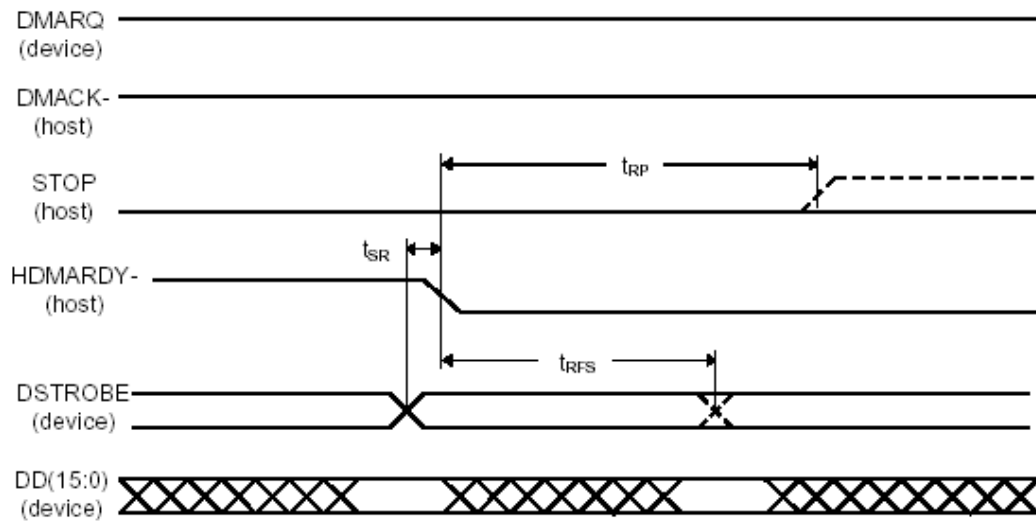 DMARQ
(device)
DMACK-
(host)
STOP
(host)
tRP
tSR
HDMARDY-
(host)
tRFS
DSTROBE
(device)
DD(15:0)
(device)